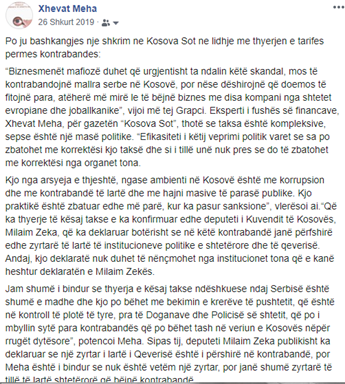 Xhevat Meha
26 Shkurt 2019 ·
Po ju bashkangjes nje shkrim ne Kosova Sot ne lidhje me thyerjen e tarifes
permes kontrabandes:
“Biznesmenët mafiozë duhet që urgjentisht ta ndalin këtë skandal, mos të
kontrabandojnë mallra serbe në Kosovë, por nëse dëshirojnë që doemos të
fitojnë para, atëherë më mirë le të bëjnë biznes me disa kompani nga shtetet
evropiane dhe joballkanike”, vijoi më tej Grapci. Eksperti i fushës së financave,
Xhevat Meha, për gazetën “Kosova Sot”, thotë se taksa është kompleksive,
sepse është një masë politike. “Efikasiteti i këtij veprimi politik varet se sa po
zbatohet me korrektësi kjo taksë dhe si i tillë unë nuk pres se do të zbatohet
me korrektësi nga organet tona.
Kjo nga arsyeja e thjeshtë, ngase ambienti në Kosovë është me korrupsion
dhe me kontrabandë të lartë dhe me hajni masive të parasë publike. Kjo
praktikë është zbatuar edhe më parë, kur ka pasur sanksione”, vlerësoi ai.“Që
ka thyerje të kësaj takse e ka konfirmuar edhe deputeti i Kuvendit të Kosovës,
Milaim Zeka, që ka deklaruar botërisht se në këtë kontrabandë janë përfshirë
edhe zyrtarë të lartë të institucioneve politike e shtetërore dhe të qeverisë.
Andaj, kjo deklaratë nuk duhet të nënçmohet nga institucionet tona që e kanë
heshtur deklaratën e Milaim Zekës.
Jam shumë i bindur se thyerja e kësaj takse ndëshkuese ndaj Serbisë është
shumë e madhe dhe kjo po bëhet me bekimin e krerëve të pushtetit, që është
në kontroll të plotë të tyre, pra të Doganave dhe Policisë së shtetit, që po i
mbyllin sytë para kontrabandës që po bëhet tash në veriun e Kosovës nëpër
rrugët dytësore”, potencoi Meha. Sipas tij, deputeti Milaim Zeka publikisht ka
deklaruar se një zyrtar i lartë i Qeverisë është i përfshirë në kontrabandë, por
Meha është i bindur se nuk është vetëm një zyrtar, por janë shumë zyrtarë të
tillë të lartë shtetërorë që bëjnë kontrabandë.